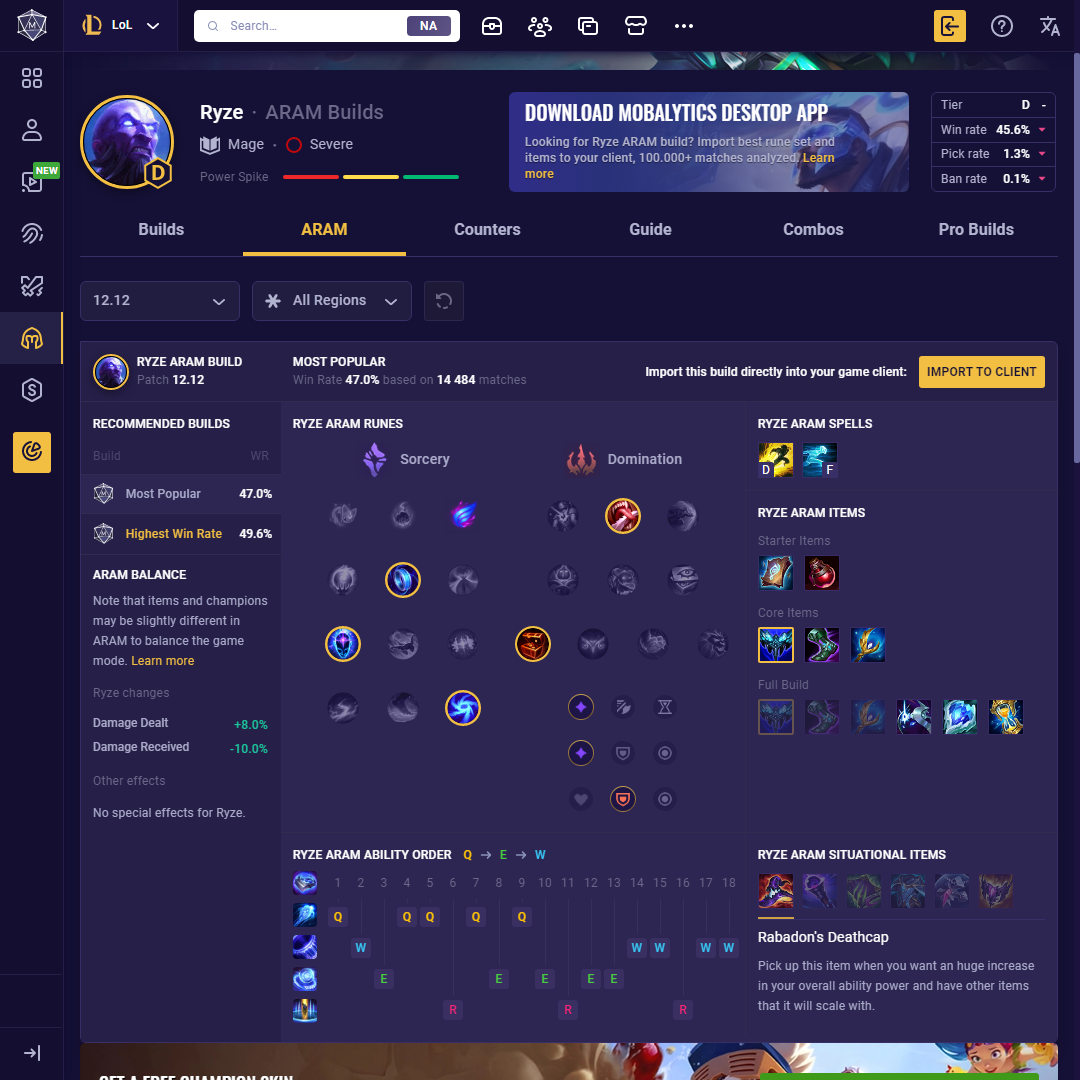 LoL
Search...
NA
NEW
Ryze · ARAM Builds
Mage · Severe
Power Spike
D
DOWNLOAD MOBALYTICS DESKTOP APP
Looking for Ryze ARAM build? Import best rune set and
items to your client, 100.000+ matches analyzed. Learn
more
Tier D -
Win rate 45.6%
Pick rate 1.3%
Ban rate 0.1%
Builds
ARAM
Counters
Guide
Combos
Pro Builds
12.12
All Regions
RYZE ARAM BUILD
Patch 12.12
MOST POPULAR
Win Rate 47.0% based on 14 484 matches
Import this build directly into your game client:
IMPORT TO CLIENT
RECOMMENDED BUILDS
Build WR
Most Popular 47.0%
Highest Win Rate 49.6%
ARAM BALANCE
Note that items and champions
may be slightly different in
ARAM to balance the game
mode. Learn more
Ryze changes
Damage Dealt +8.0%
Damage Received -10.0%
Other effects
No special effects for Ryze.
RYZE ARAM RUNES
Sorcery
Domination
RYZE ARAM SPELLS
D F
RYZE ARAM ITEMS
Starter Items
Core Items
Full Build
RYZE ARAM ABILITY ORDER Q → E → W
1 2 3 4 5 6 7 8 9 10 11 12 13 14 15 16 17 18
Q Q Q Q Q
W W W W W
E E E E E
R R R
RYZE ARAM SITUATIONAL ITEMS
Rabadon's Deathcap
Pick up this item when you want an huge increase
in your overall ability power and have other items
that it will scale with.
GET A FREE CHAMPION SKIN